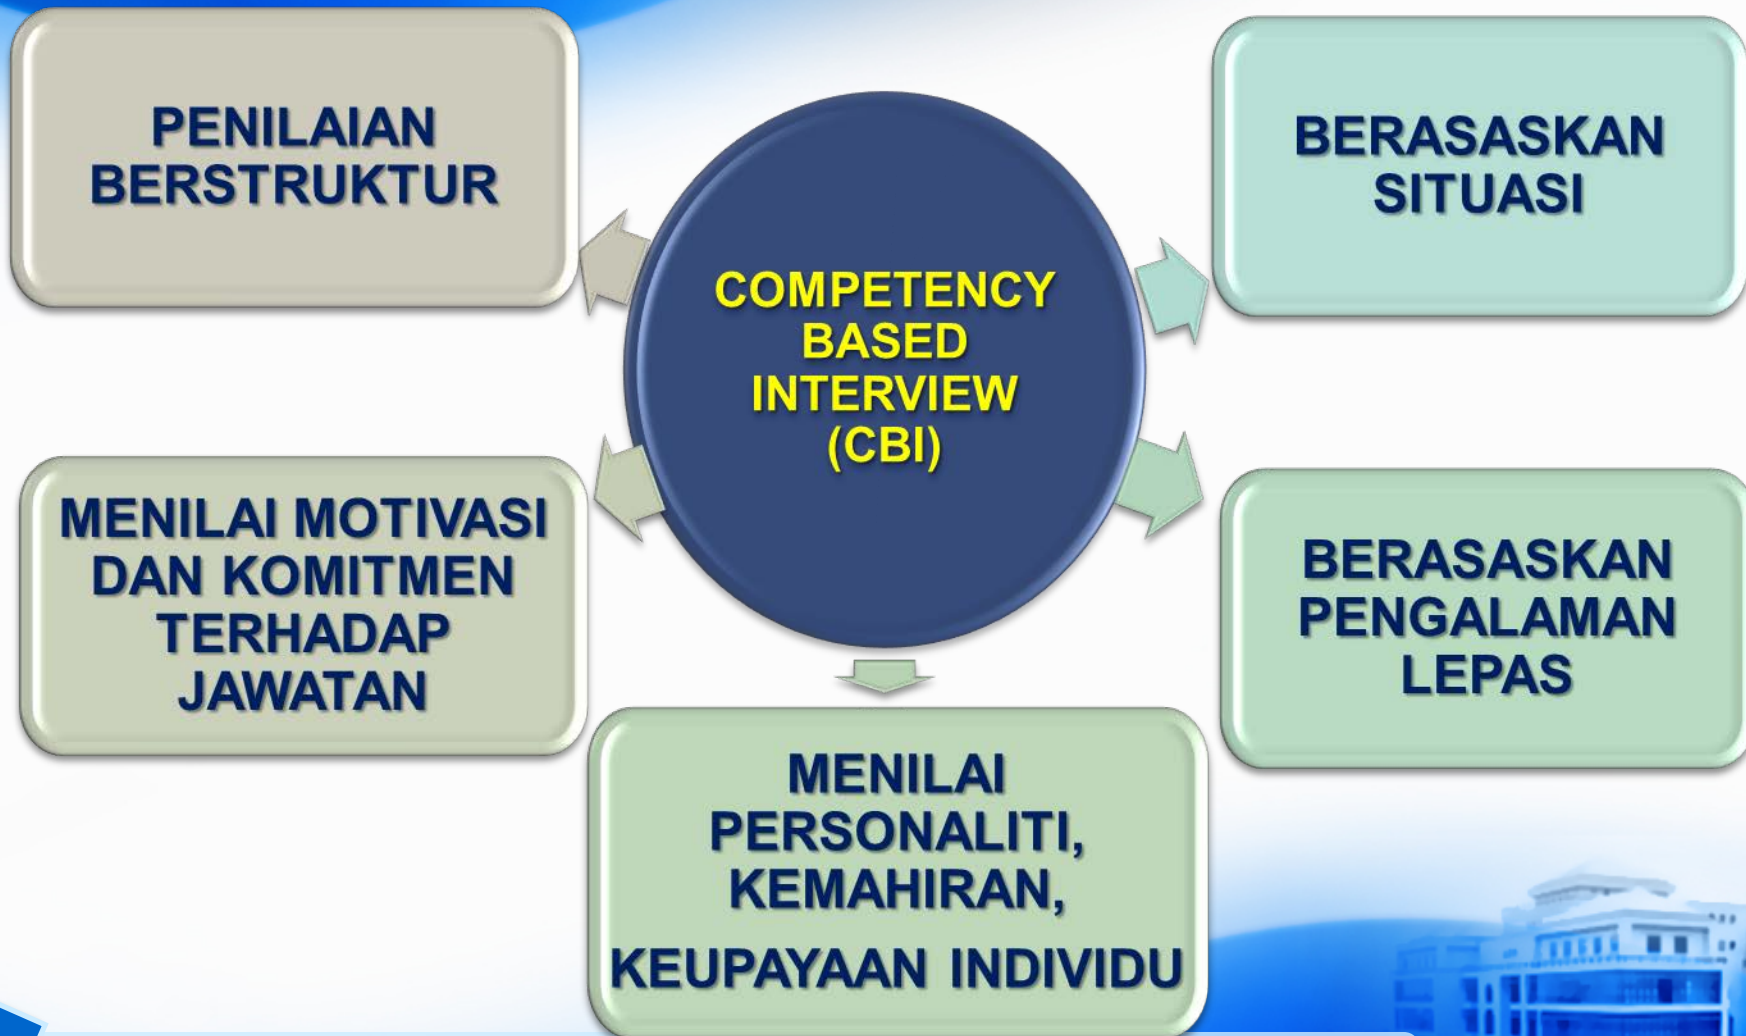 PENILAIAN
BERSTRUKTUR
BERASASKAN
SITUASI
COMPETENCY
BASED
INTERVIEW
(CBI)
MENILAI MOTIVASI
DAN KOMITMEN
TERHADAP
JAWATAN
BERASASKAN
PENGALAMAN
LEPAS
MENILAI
PERSONALITI,
KEMAHIRAN,
KEUPAYAAN INDIVIDU